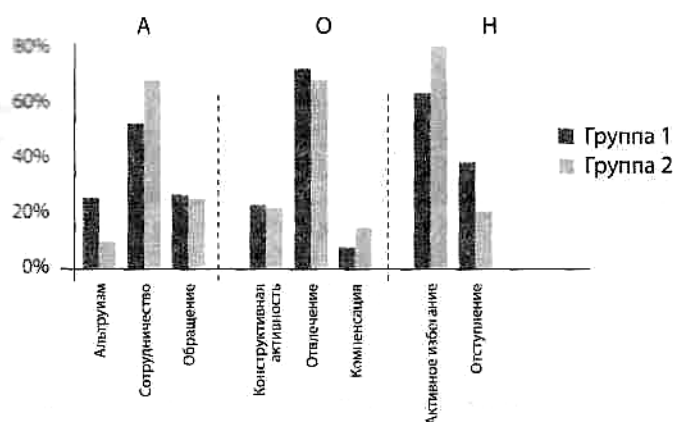 А О Н
80%
60%
40%
20%
0%
Группа 1
Группа 2
Альтруизм
Сотрудничество
Обращение
Конструктивная
активность
Отвлечение
Компенсация
Активное избегание
Отступление